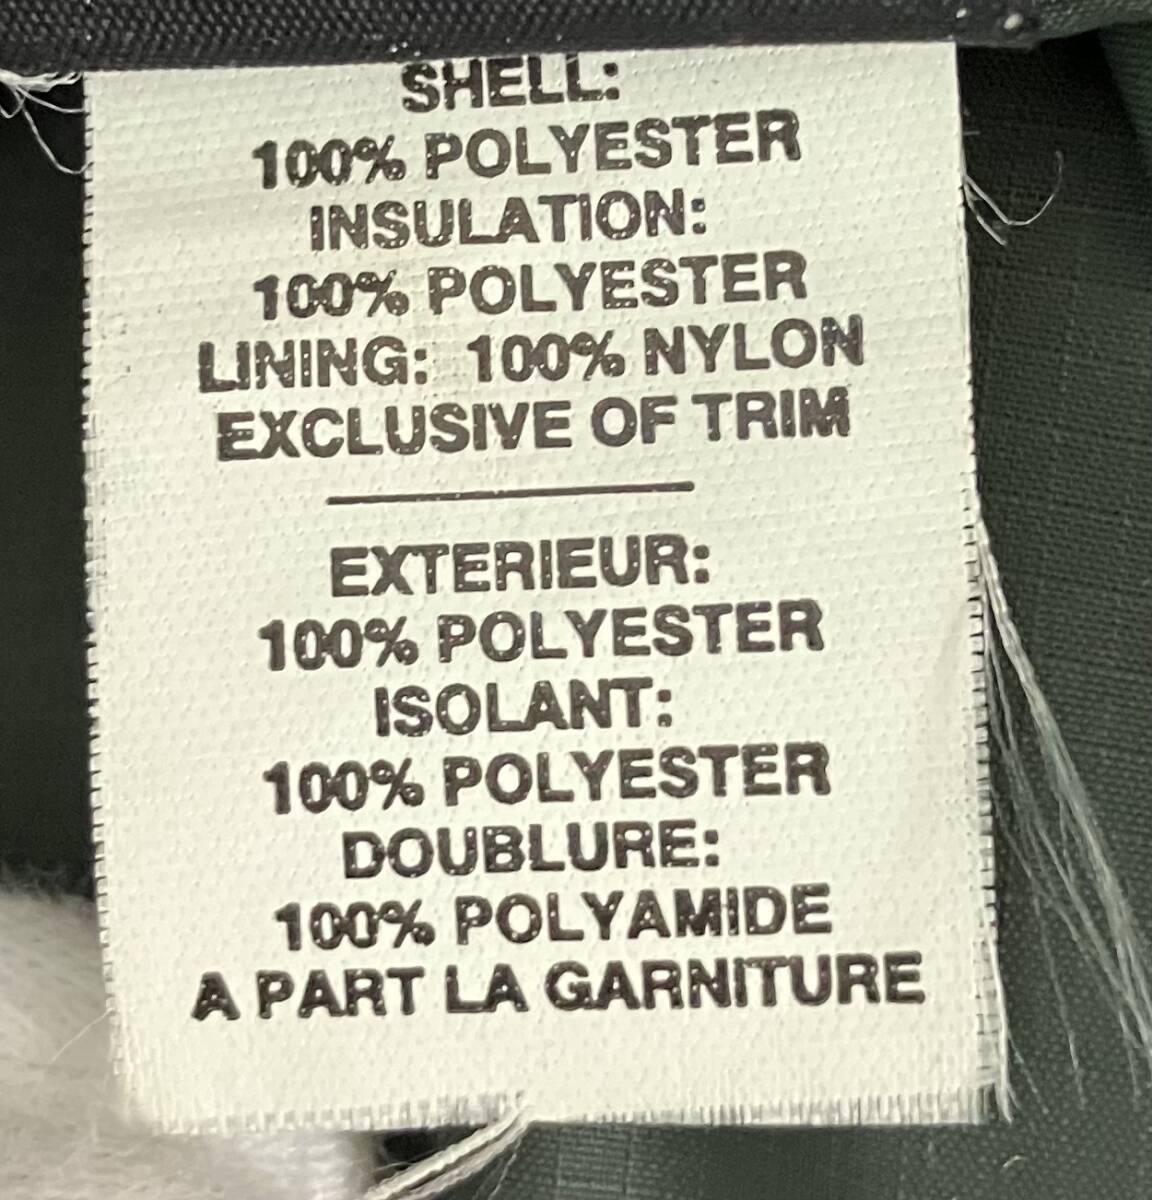 SHELL:
100% POLYESTER
INSULATION:
100% POLYESTER
LINING: 100% NYLON
EXCLUSIVE OF TRIM
EXTERIEUR:
100% POLYESTER
ISOLANT:
100% POLYESTER
DOUBLURE:
100% POLYAMIDE
A PART LA GARNITURE